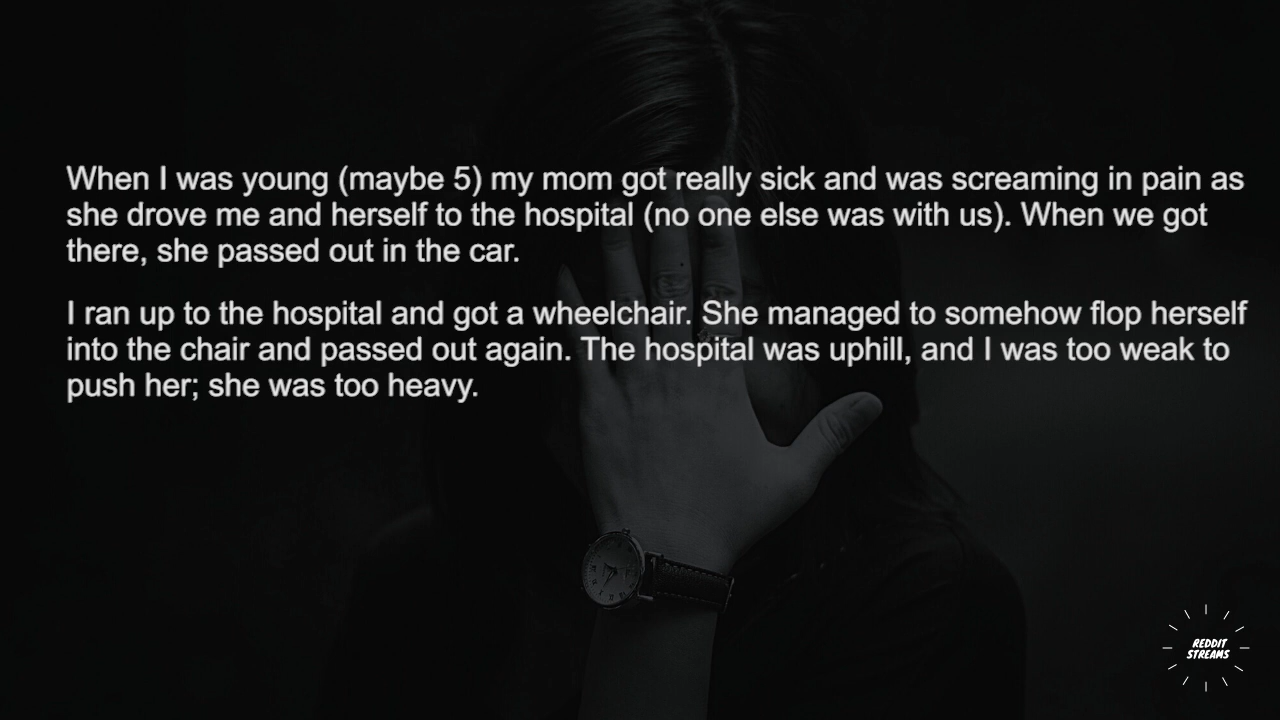 When I was young (maybe 5) my mom got really sick and was screaming in pain as
she drove me and herself to the hospital (no one else was with us). When we got
there, she passed out in the car.
I ran up to the hospital and got a wheelchair. She managed to somehow flop herself
into the chair and passed out again. The hospital was uphill, and I was too weak to
push her; she was too heavy.
REDDIT
STREAMS